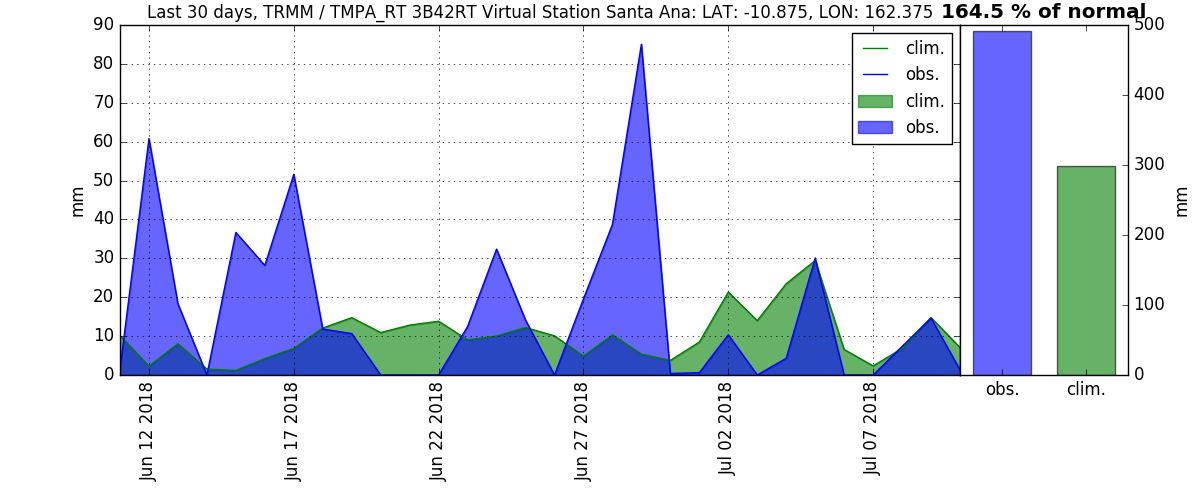 Last 30 days, TRMM / TMPA_RT 3B42RT Virtual Station Santa Ana: LAT: -10.875, LON: 162.375 164.5 % of normal
90
80
70
60
50
40
30
20
10
0
mm
clim.
obs.
clim.
obs.
500
400
300
200
100
0
mm
Jun 12 2018
Jun 17 2018
Jun 22 2018
Jun 27 2018
Jul 02 2018
Jul 07 2018
obs.
clim.